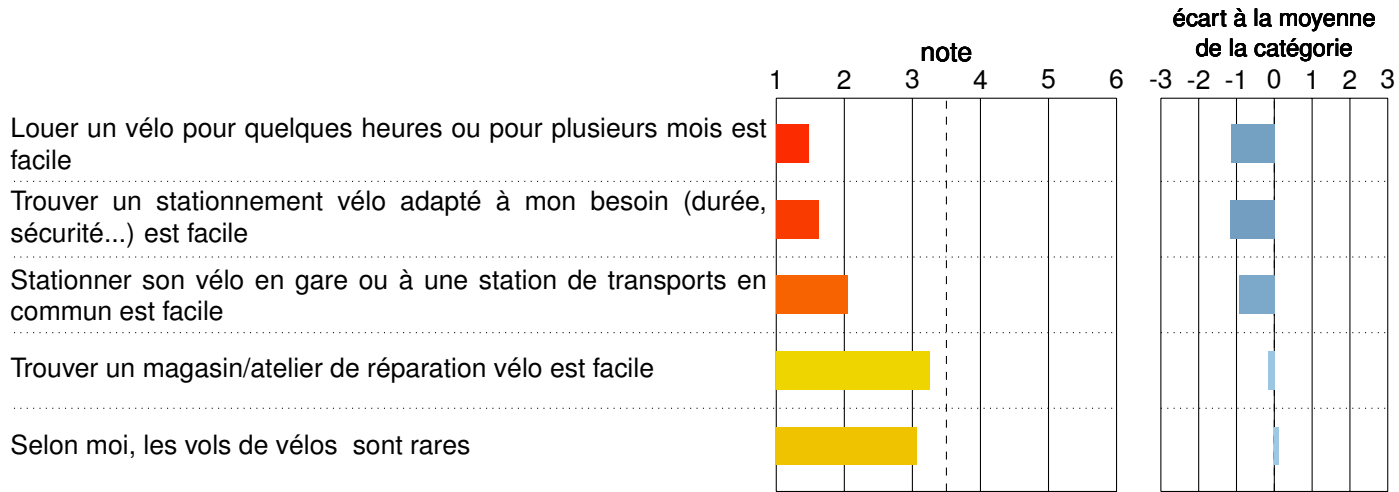 écart à la moyenne
de la catégorie
note
1 2 3 4 5 6
-3 -2 -1 0 1 2 3
Louer un vélo pour quelques heures ou pour plusieurs mois est
facile
Trouver un stationnement vélo adapté à mon besoin (durée,
sécurité...) est facile
Stationner son vélo en gare ou à une station de transports en
commun est facile
Trouver un magasin/atelier de réparation vélo est facile
Selon moi, les vols de vélos sont rares